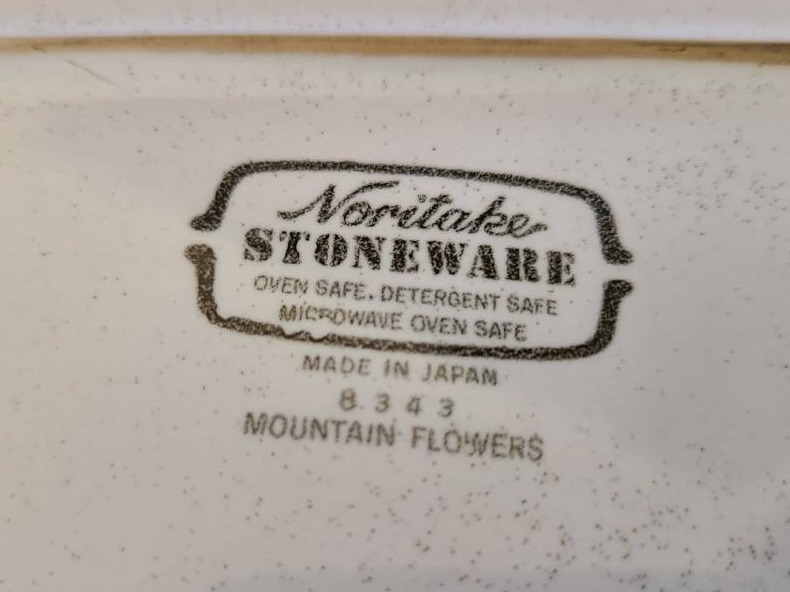 Noritake
STONEWARE
OVEN SAFE. DETERGENT SAFE
MICROWAVE OVEN SAFE
MADE IN JAPAN
8343
MOUNTAIN FLOWERS